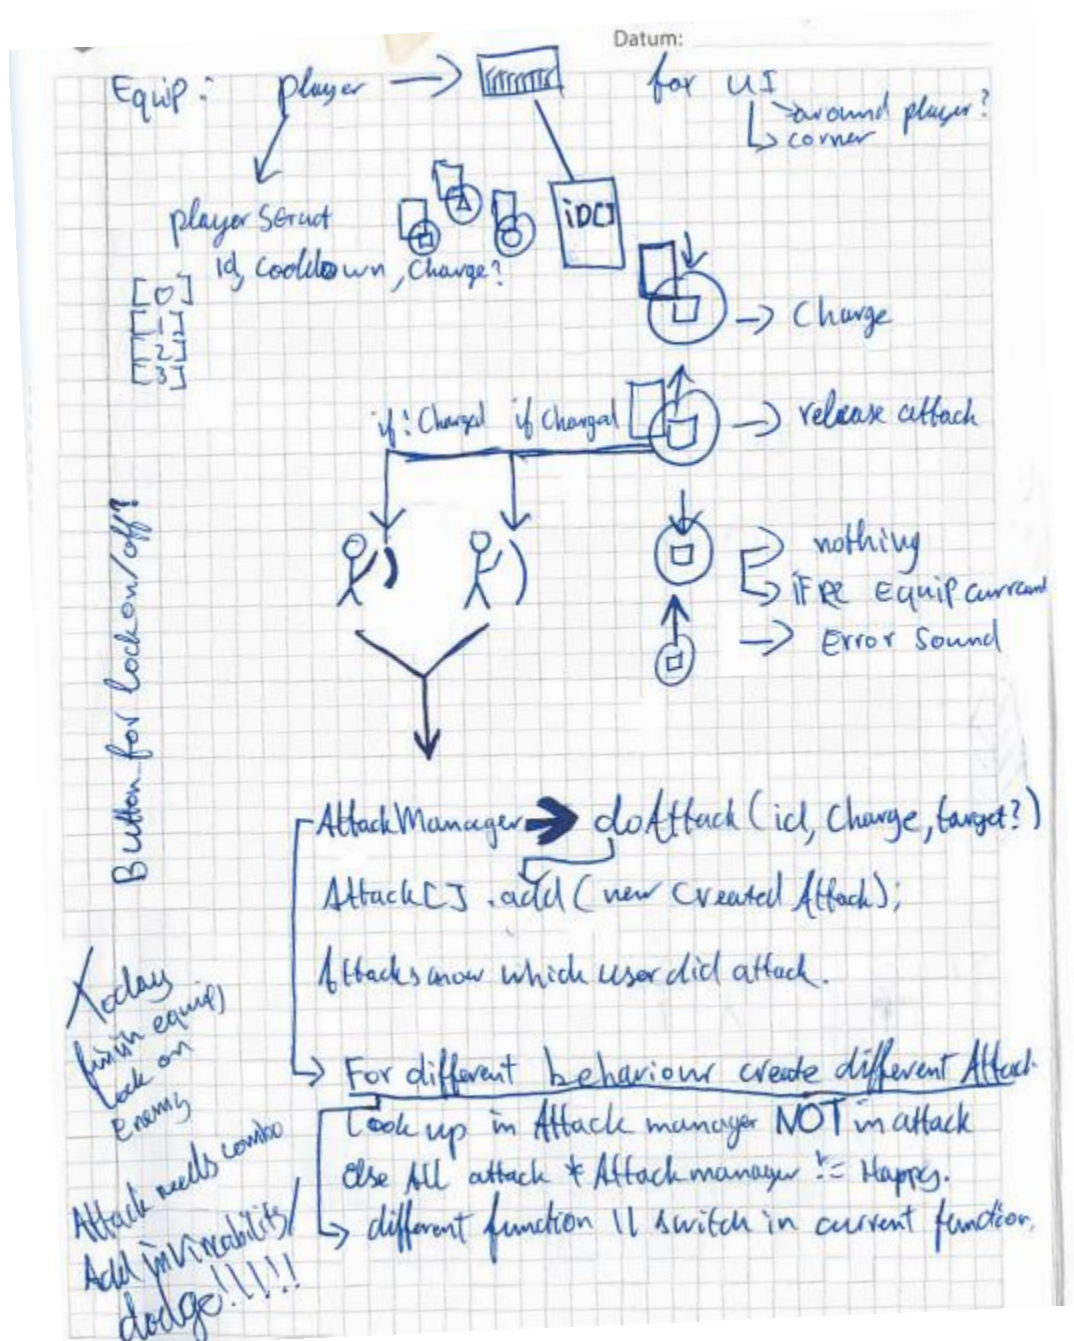 Datum:
Equip: player → for UI
around player?
corner
player Struct
id, cooldown, Charge?
iD[]
[0]
[1]
[2]
[3]
→ Charge
if !Charged if Charged
→ release attack
nothing
if RE Equip current
→ Error Sound
Button for lock on/off?
AttackManager → doAttack (id, Charge, target?)
Attack[] .add (new Created Attack);
Attacks now which user did attack.
For different behaviour create different Attack
Look up in Attack manager NOT in attack
else All attack * Attackmanager != Happy.
different function || switch in current function.
Today
finish equip,
Lock on
enemy
Attack needs combo
Add invincability/
dodge!!!!!